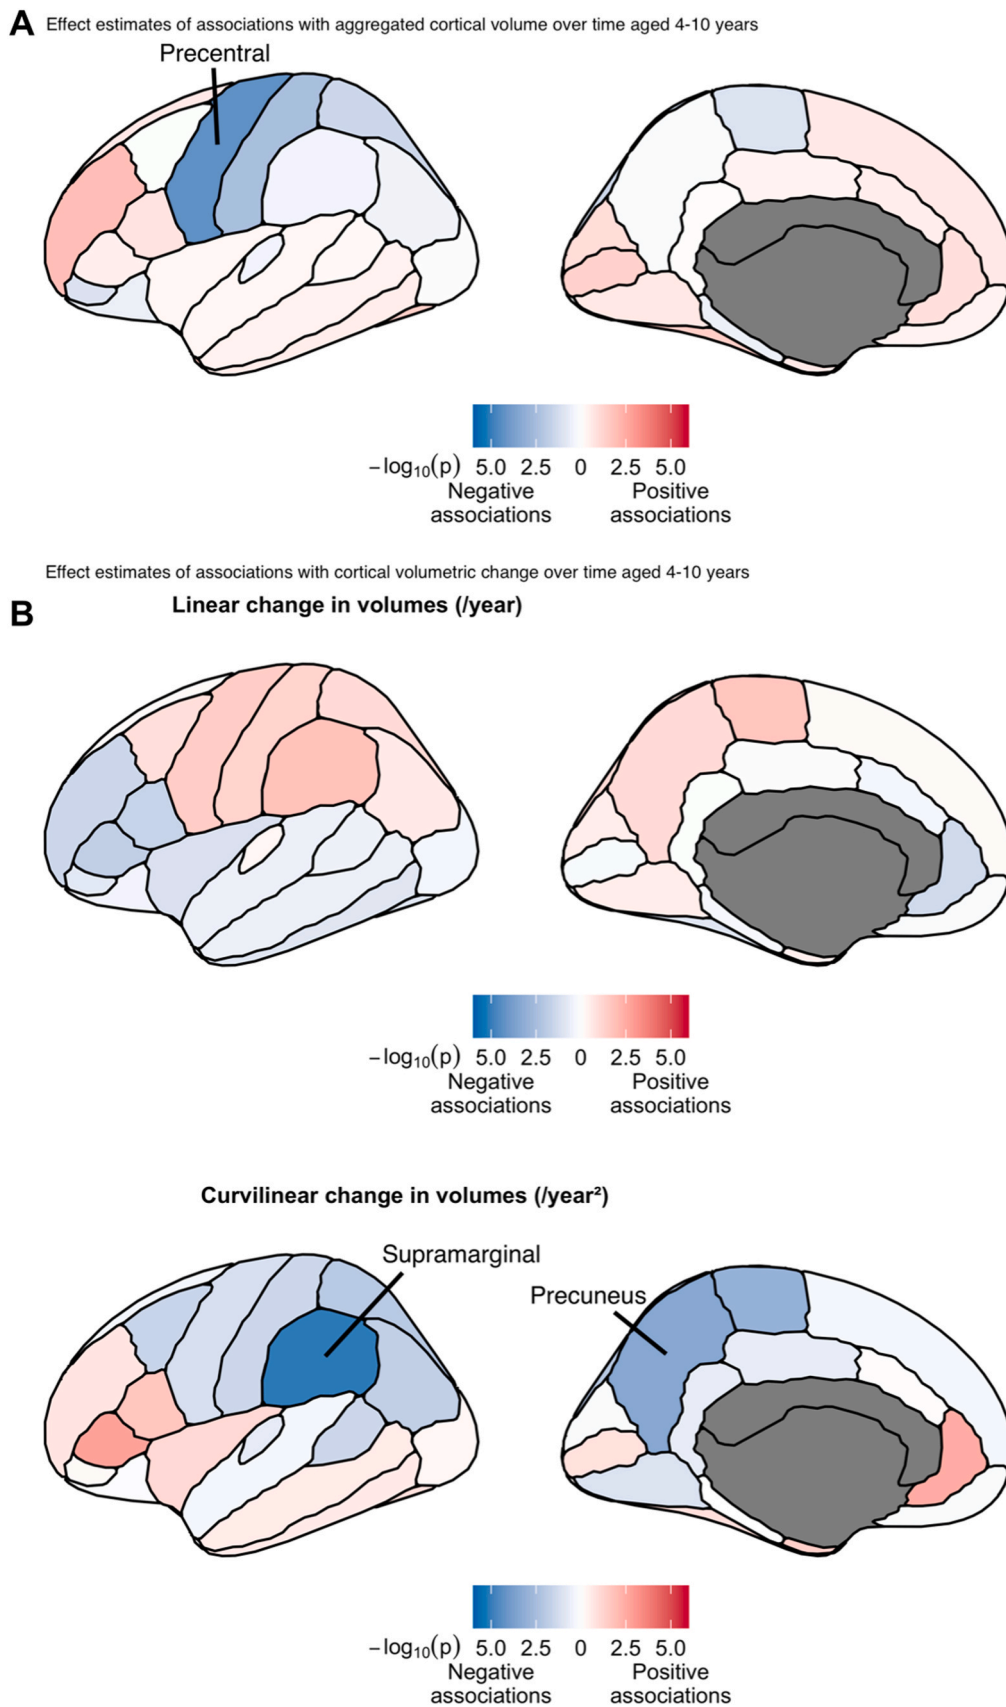 A Effect estimates of associations with aggregated cortical volume over time aged 4-10 years
Precentral
−log₁₀(p) 5.0 2.5 0 2.5 5.0
Negative Positive
associations associations
Effect estimates of associations with cortical volumetric change over time aged 4-10 years
B Linear change in volumes (/year)
−log₁₀(p) 5.0 2.5 0 2.5 5.0
Negative Positive
associations associations
Curvilinear change in volumes (/year²)
Supramarginal
Precuneus
−log₁₀(p) 5.0 2.5 0 2.5 5.0
Negative Positive
associations associations